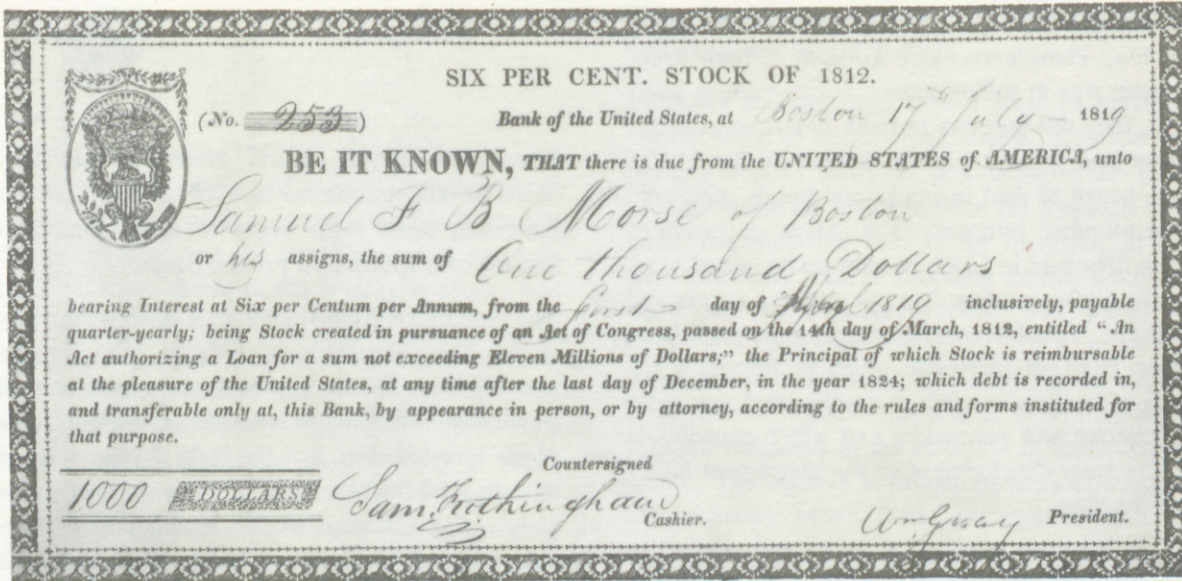 SIX PER CENT. STOCK OF 1812.
(No. 253) Bank of the United States, at Boston 17th July 1819
BE IT KNOWN, THAT there is due from the UNITED STATES of AMERICA, unto
Samuel F B Morse of Boston
or his assigns, the sum of One thousand Dollars
bearing Interest at Six per Centum per Annum, from the first day of 1819 inclusively, payable
quarter-yearly; being Stock created in pursuance of an Act of Congress, passed on the 14th day of March, 1812, entitled “An
Act authorizing a Loan for a sum not exceeding Eleven Millions of Dollars;” the Principal of which Stock is reimbursable
at the pleasure of the United States, at any time after the last day of December, in the year 1824; which debt is recorded in,
and transferable only at, this Bank, by appearance in person, or by attorney, according to the rules and forms instituted for
that purpose.
Countersigned
1000 DOLLARS Sam. Frothingham Cashier. Wm Gray President.